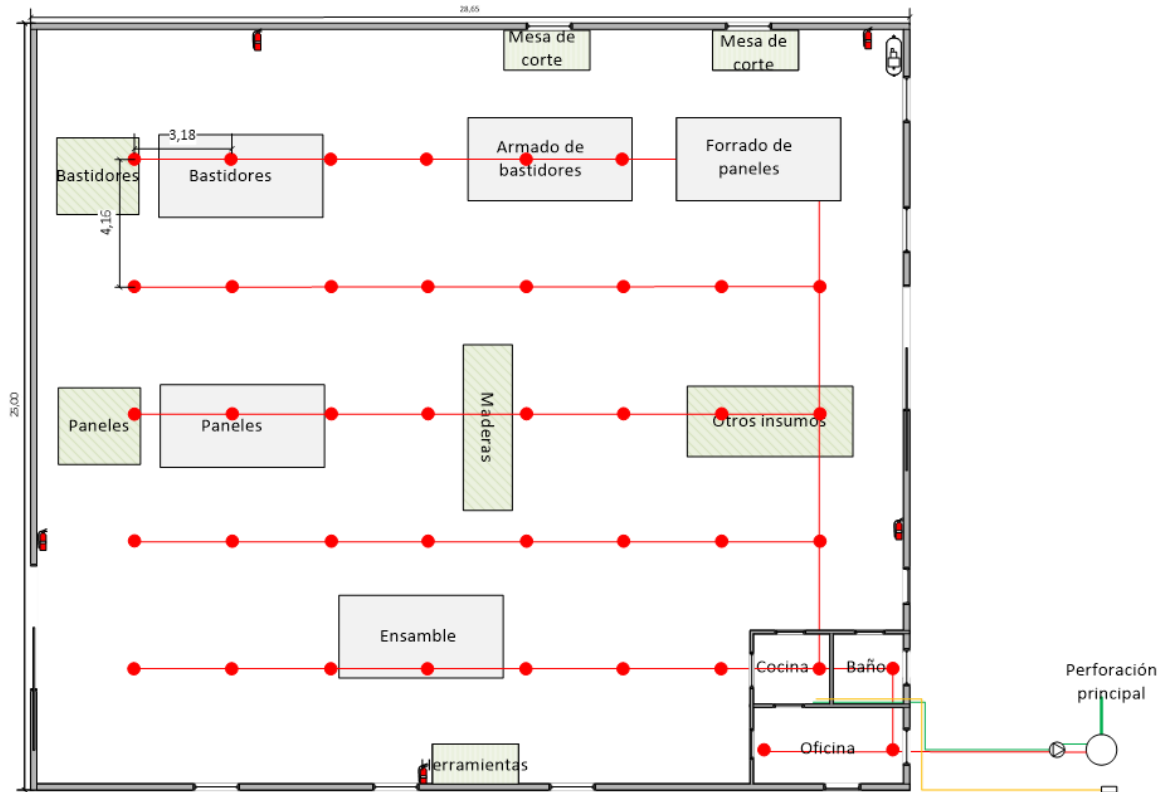 28,65
Mesa de
corte
Mesa de
corte
3,18
Bastidores
Bastidores
Armado de
bastidores
Forrado de
paneles
4,16
25,00
Paneles
Paneles
Maderas
Otros insumos
Ensamble
Cocina
Baño
Perforación
principal
Oficina
Herramientas